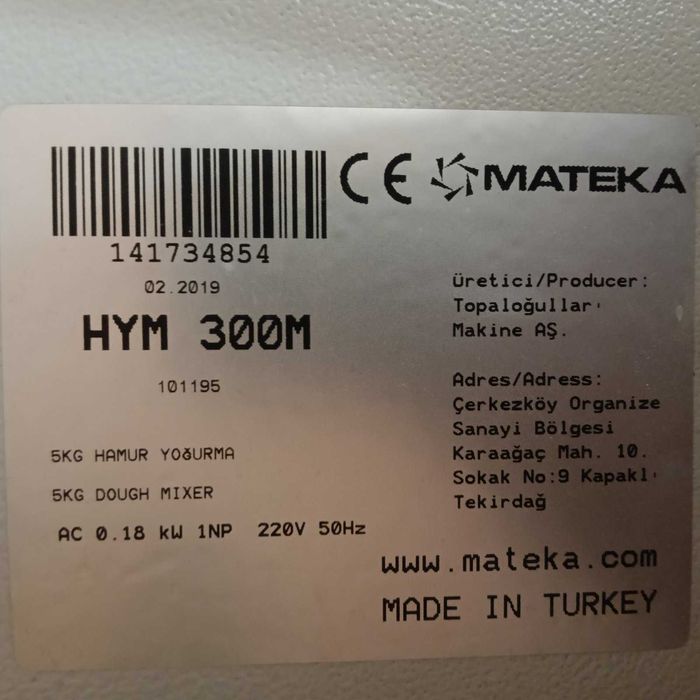 141734854
02.2019
HYM 300M
101195
5KG HAMUR YOğURMA
5KG DOUGH MIXER
AC 0.18 kW 1NP 220V 50Hz
CE MATEKA
üretici/Producer:
Topaloğulları
Makine AŞ.
Adres/Address:
Çerkezköy Organize
Sanayi Bölgesi
Karaağaç Mah. 10.
Sokak No:9 Kapaklı
Tekirdağ
www.mateka.com
MADE IN TURKEY